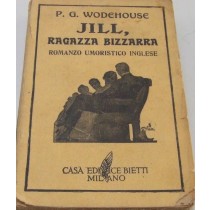 P. G. WODEHOUSE
JILL,
RAGAZZA BIZZARRA
ROMANZO UMORISTICO INGLESE
CASA EDITRICE BIETTI
MILANO